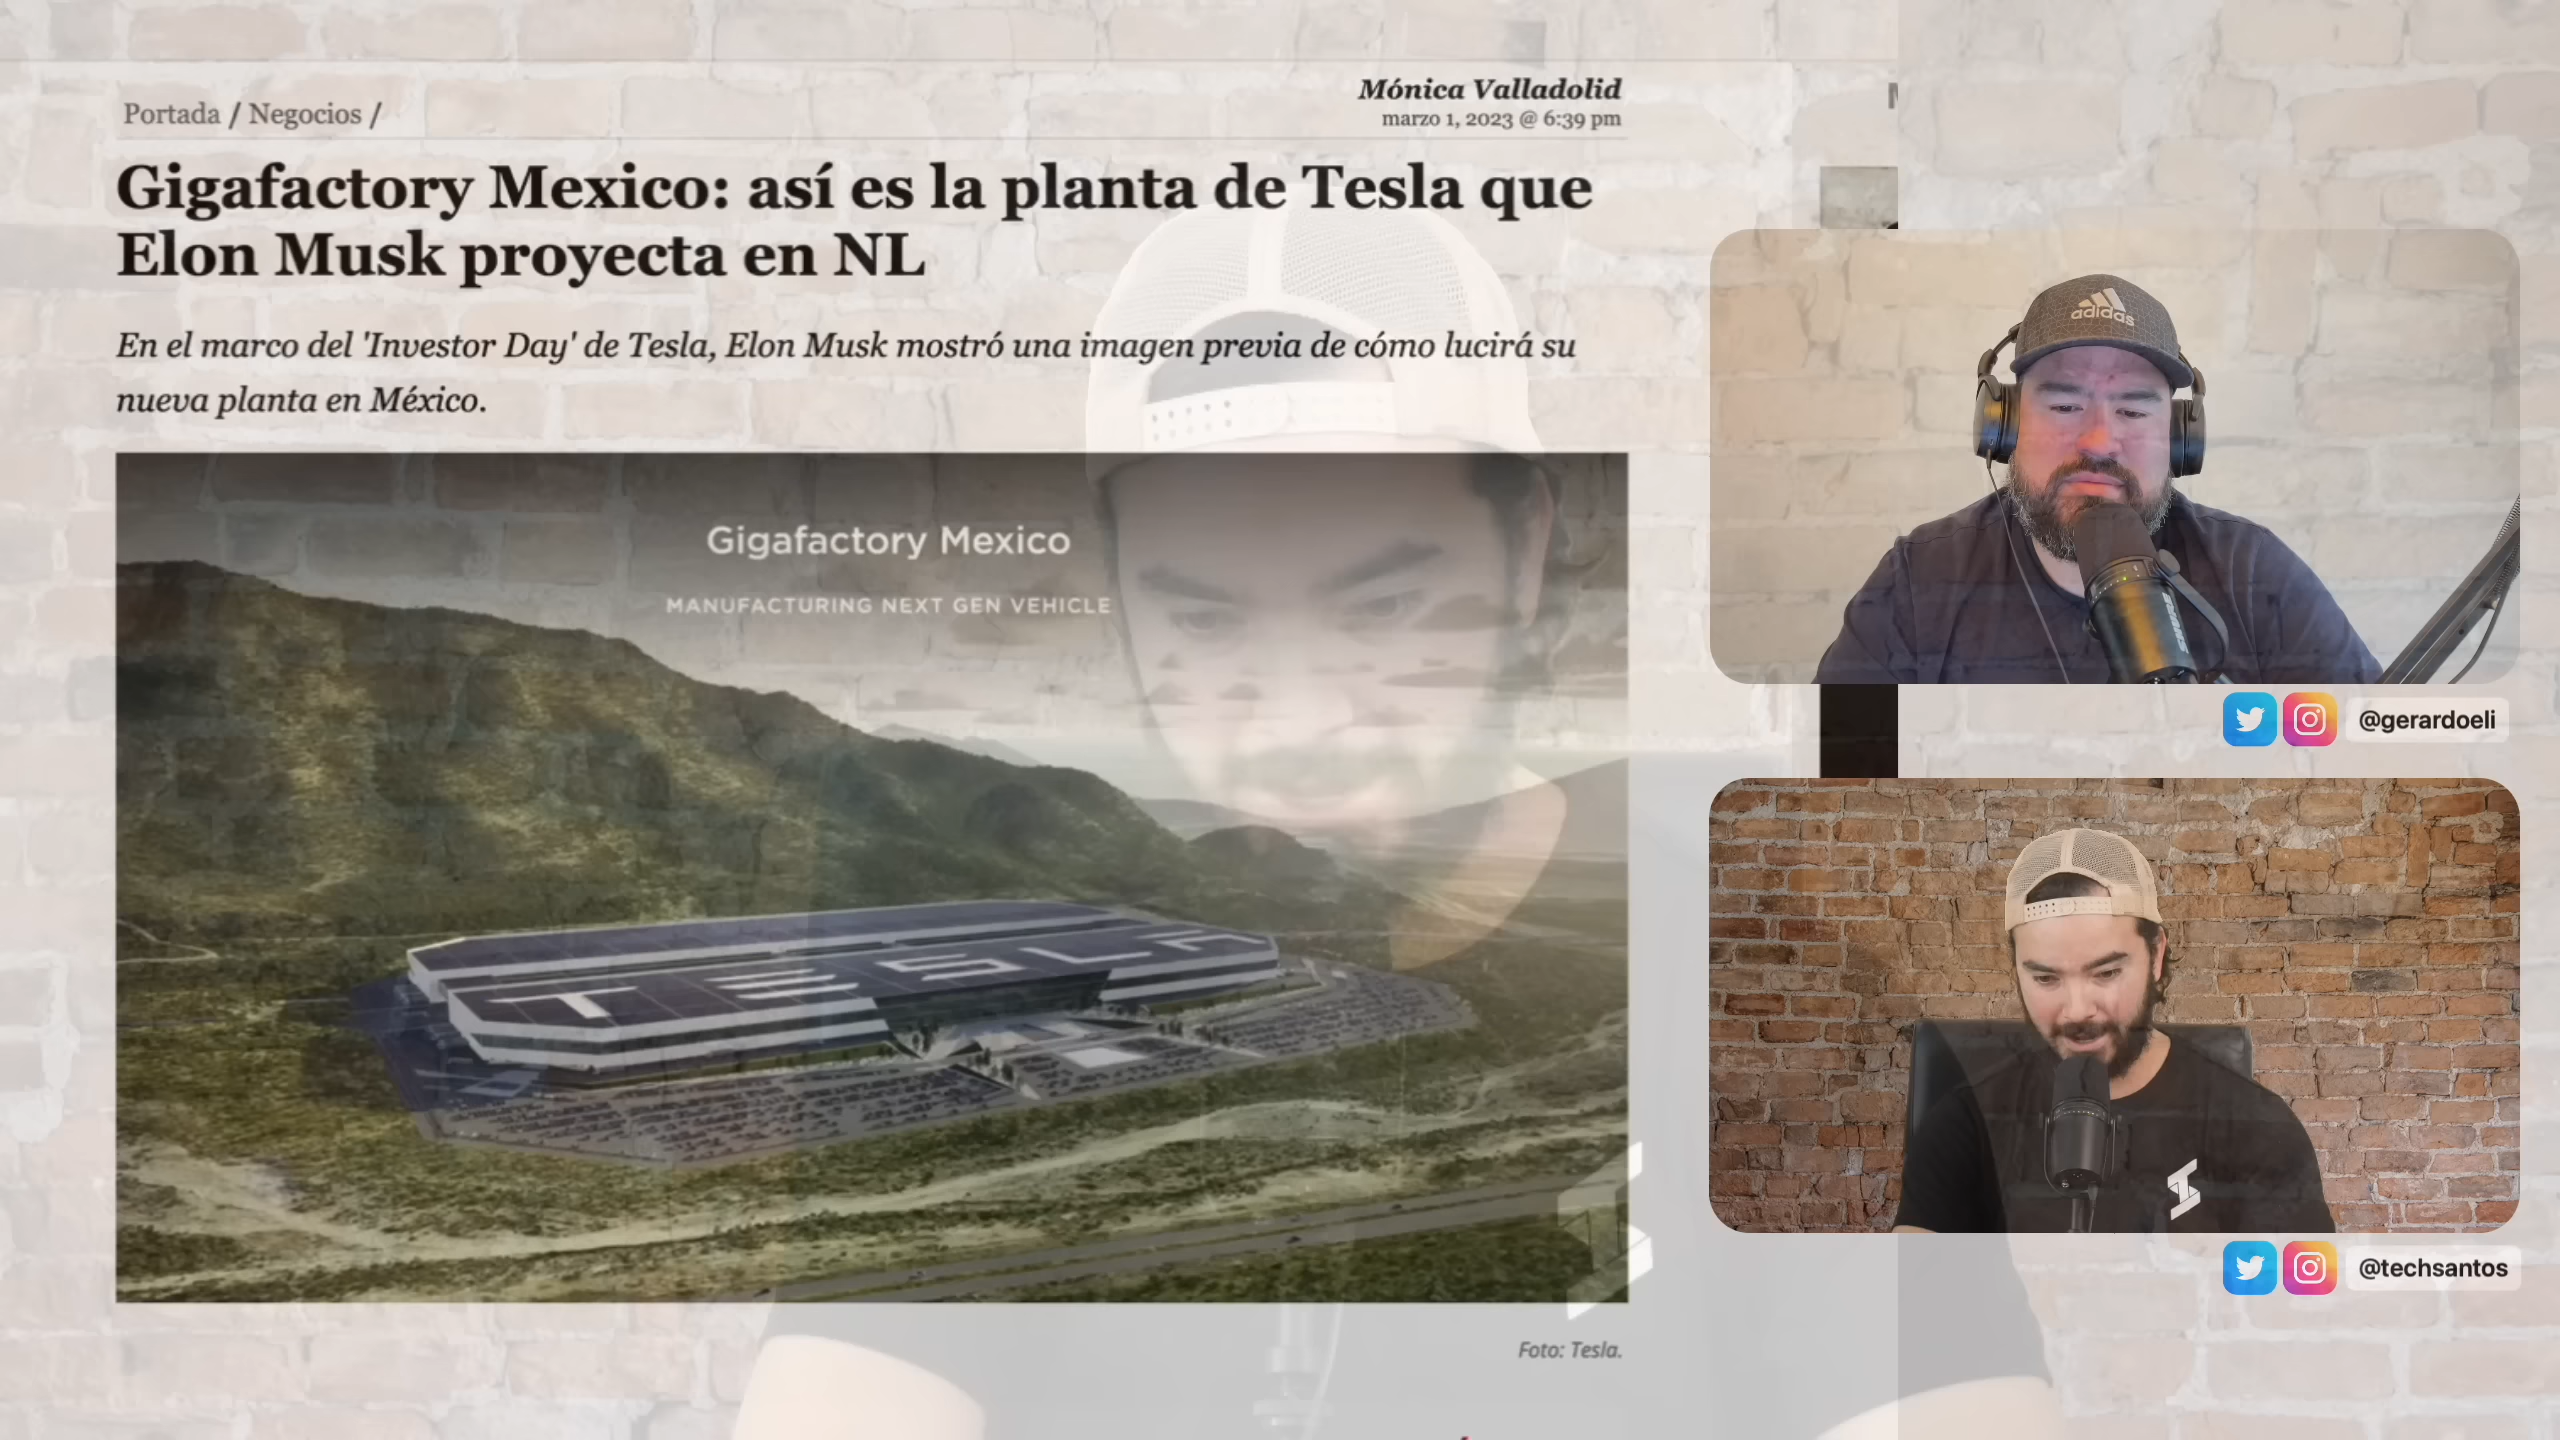 Portada / Negocios /
Mónica Valladolid
marzo 1, 2023 @ 6:39 pm
Gigafactory Mexico: así es la planta de Tesla que
Elon Musk proyecta en NL
En el marco del 'Investor Day' de Tesla, Elon Musk mostró una imagen previa de cómo lucirá su
nueva planta en México.
Gigafactory Mexico
MANUFACTURING NEXT GEN VEHICLE
TESLA
Foto: Tesla.
adidas
SHURE
@gerardoeli
@techsantos